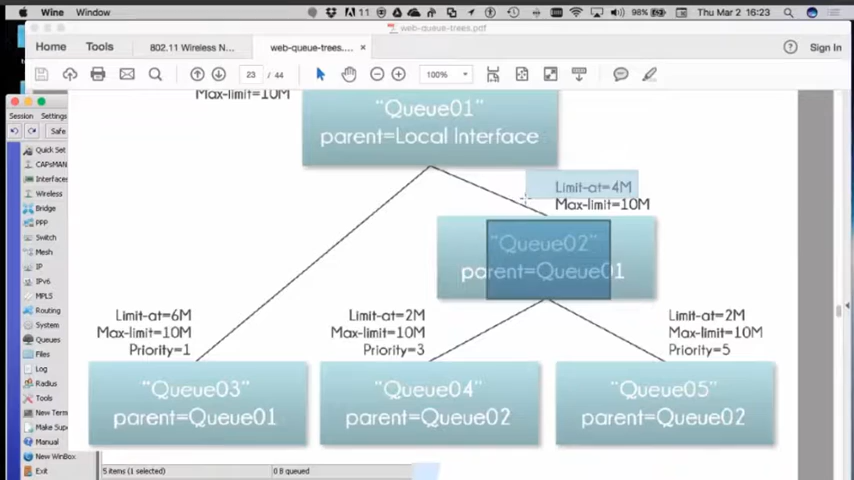 Wine Window
11
98%
Thu Mar 2 16:23
web-queue-trees.pdf
Home Tools 802.11 Wireless N... web-queue-trees.... × Sign In
23 / 44 100%
Session Settings
Safe
Quick Set
CAPsMAN
Interfaces
Wireless
Bridge
PPP
Switch
Mesh
IP
IPv6
MPLS
Routing
System
Queues
Files
Log
Radius
Tools
New Term
Make Sup
Manual
New WinBox
Exit
Max-limit=10M
"Queue01"
parent=Local Interface
Limit-at=4M
Max-limit=10M
"Queue02"
parent=Queue01
Limit-at=6M
Max-limit=10M
Priority=1
Limit-at=2M
Max-limit=10M
Priority=3
Limit-at=2M
Max-limit=10M
Priority=5
"Queue03"
parent=Queue01
"Queue04"
parent=Queue02
"Queue05"
parent=Queue02
5 items (1 selected) 0 B queued